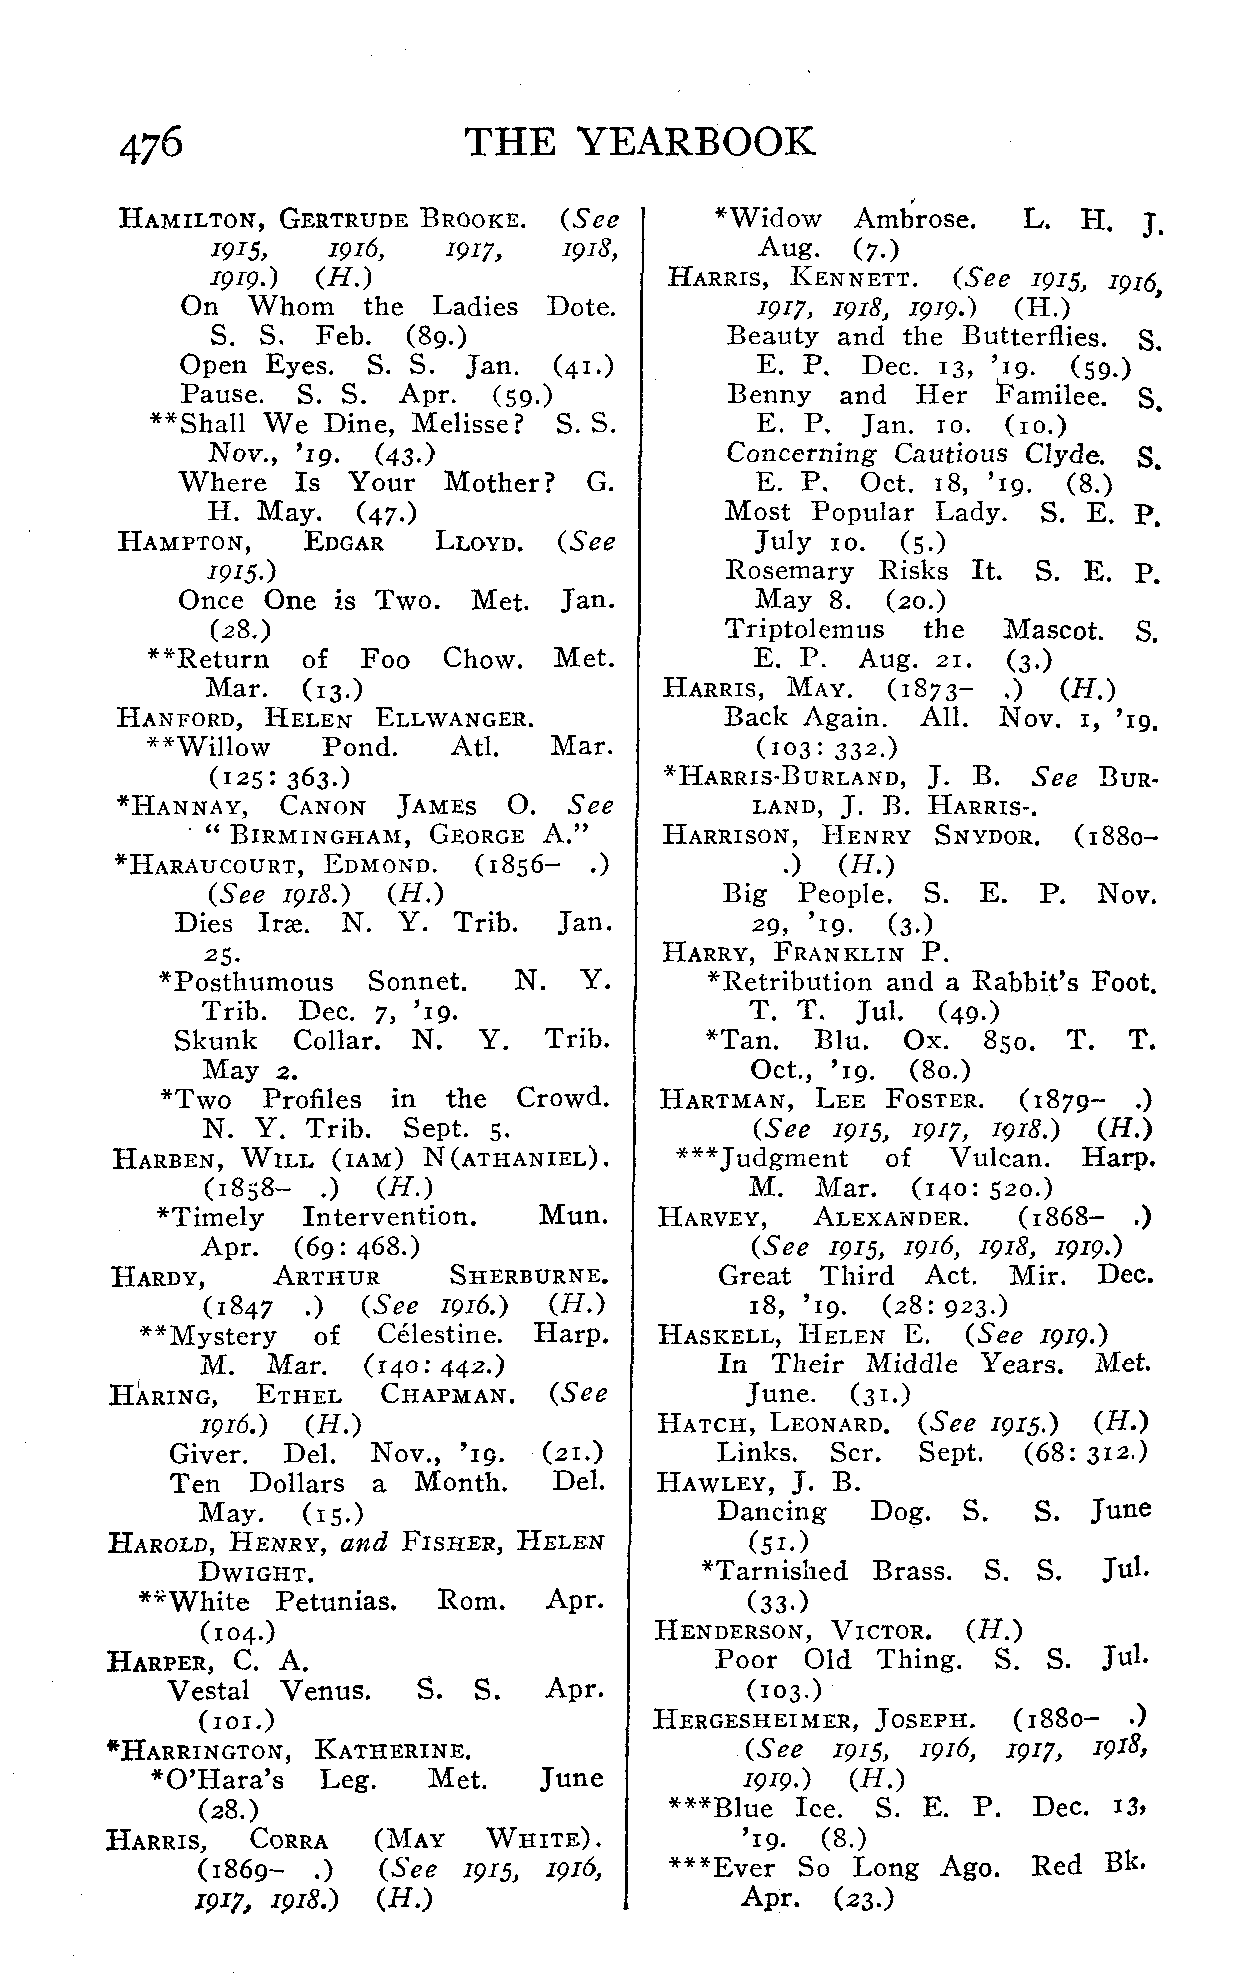 476
THE YEARBOOK
HAMILTON, GERTRUDE BROOKE. (See
1915, 1916, 1917, 1918,
1919.) (H.)
On Whom the Ladies Dote.
S. S. Feb. (89.)
Open Eyes. S. S. Jan. (41.)
Pause. S. S. Apr. (59.)
**Shall We Dine, Melisse? S. S.
Nov., '19. (43.)
Where Is Your Mother? G.
H. May. (47.)
HAMPTON, EDGAR LLOYD. (See
1915.)
Once One is Two. Met. Jan.
(28.)
**Return of Foo Chow. Met.
Mar. (13.)
HANFORD, HELEN ELLWANGER.
**Willow Pond. Atl. Mar.
(125: 363.)
*HANNAY, CANON JAMES O. See
" BIRMINGHAM, GEORGE A."
*HARAUCOURT, EDMOND. (1856– .)
(See 1918.) (H.)
Dies Iræ. N. Y. Trib. Jan.
25.
*Posthumous Sonnet. N. Y.
Trib. Dec. 7, '19.
Skunk Collar. N. Y. Trib.
May 2.
*Two Profiles in the Crowd.
N. Y. Trib. Sept. 5.
HARBEN, WILL (IAM) N(ATHANIEL).
(1858– .) (H.)
*Timely Intervention. Mun.
Apr. (69: 468.)
HARDY, ARTHUR SHERBURNE.
(1847 .) (See 1916.) (H.)
**Mystery of Célestine. Harp.
M. Mar. (140: 442.)
HARING, ETHEL CHAPMAN. (See
1916.) (H.)
Giver. Del. Nov., '19. (21.)
Ten Dollars a Month. Del.
May. (15.)
HAROLD, HENRY, and FISHER, HELEN
DWIGHT.
**White Petunias. Rom. Apr.
(104.)
HARPER, C. A.
Vestal Venus. S. S. Apr.
(101.)
*HARRINGTON, KATHERINE.
*O'Hara's Leg. Met. June
(28.)
HARRIS, CORRA (MAY WHITE).
(1869– .) (See 1915, 1916,
1917, 1918.) (H.)
*Widow Ambrose. L. H. J.
Aug. (7.)
HARRIS, KENNETT. (See 1915, 1916,
1917, 1918, 1919.) (H.)
Beauty and the Butterflies. S.
E. P. Dec. 13, '19. (59.)
Benny and Her Familee. S.
E. P. Jan. 10. (10.)
Concerning Cautious Clyde. S.
E. P. Oct. 18, '19. (8.)
Most Popular Lady. S. E. P.
July 10. (5.)
Rosemary Risks It. S. E. P.
May 8. (20.)
Triptolemus the Mascot. S.
E. P. Aug. 21. (3.)
HARRIS, MAY. (1873– .) (H.)
Back Again. All. Nov. 1, '19.
(103: 332.)
*HARRIS-BURLAND, J. B. See BUR-
LAND, J. B. HARRIS-.
HARRISON, HENRY SNYDOR. (1880–
.) (H.)
Big People. S. E. P. Nov.
29, '19. (3.)
HARRY, FRANKLIN P.
*Retribution and a Rabbit's Foot.
T. T. Jul. (49.)
*Tan. Blu. Ox. 850. T. T.
Oct., '19. (80.)
HARTMAN, LEE FOSTER. (1879– .)
(See 1915, 1917, 1918.) (H.)
***Judgment of Vulcan. Harp.
M. Mar. (140: 520.)
HARVEY, ALEXANDER. (1868– .)
(See 1915, 1916, 1918, 1919.)
Great Third Act. Mir. Dec.
18, '19. (28: 923.)
HASKELL, HELEN E. (See 1919.)
In Their Middle Years. Met.
June. (31.)
HATCH, LEONARD. (See 1915.) (H.)
Links. Scr. Sept. (68: 312.)
HAWLEY, J. B.
Dancing Dog. S. S. June
(51.)
*Tarnished Brass. S. S. Jul.
(33.)
HENDERSON, VICTOR. (H.)
Poor Old Thing. S. S. Jul.
(103.)
HERGESHEIMER, JOSEPH. (1880– .)
(See 1915, 1916, 1917, 1918,
1919.) (H.)
***Blue Ice. S. E. P. Dec. 13,
'19. (8.)
***Ever So Long Ago. Red Bk.
Apr. (23.)